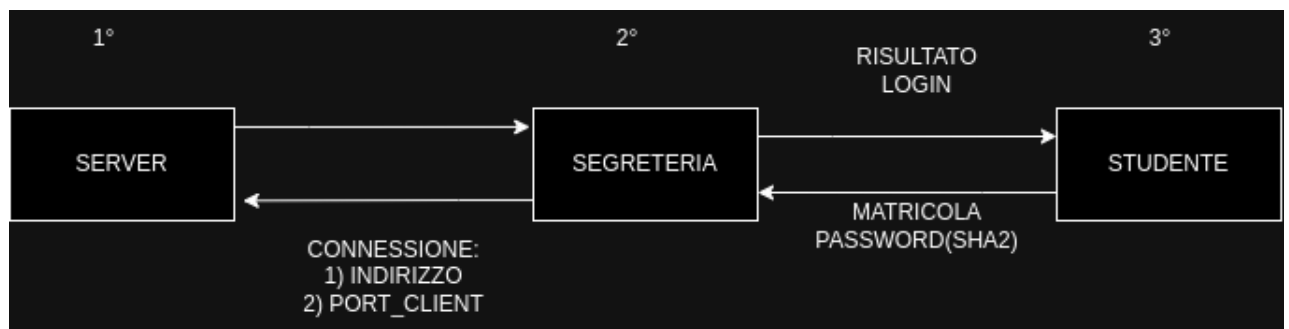 1°
2°
3°
RISULTATO
LOGIN
SERVER
SEGRETERIA
STUDENTE
MATRICOLA
PASSWORD(SHA2)
CONNESSIONE:
1) INDIRIZZO
2) PORT_CLIENT